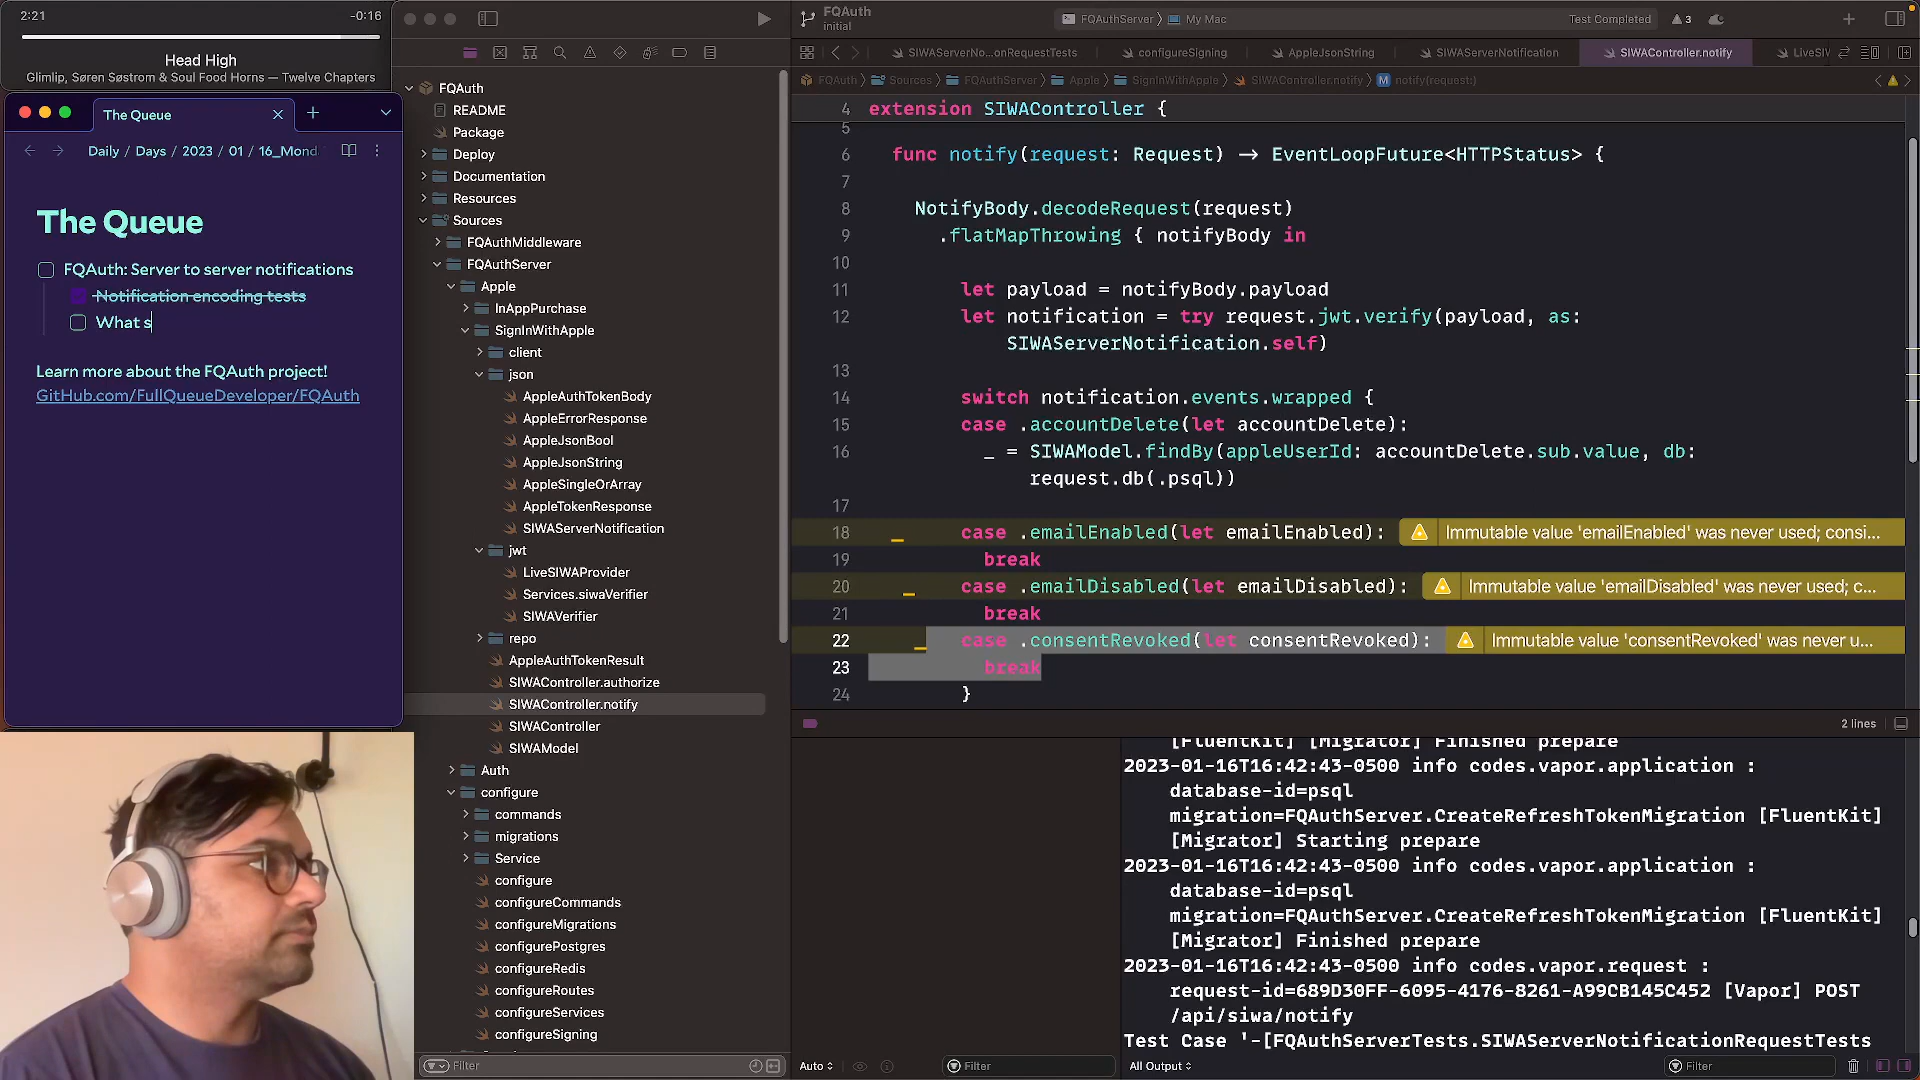 2:21
-0:16
Head High
Glimlip, Søren Søstrom & Soul Food Horns — Twelve Chapters
The Queue
Daily / Days / 2023 / 01 / 16_Mond
The Queue
FQAuth: Server to server notifications
Notification encoding tests
What s
Learn more about the FQAuth project!
GitHub.com/FullQueueDeveloper/FQAuth
FQAuth
README
Package
Deploy
Documentation
Resources
Sources
FQAuthMiddleware
FQAuthServer
Apple
InAppPurchase
SignInWithApple
client
json
AppleAuthTokenBody
AppleErrorResponse
AppleJsonBool
AppleJsonString
AppleSingleOrArray
AppleTokenResponse
SIWAServerNotification
jwt
LiveSIWAProvider
Services.siwaVerifier
SIWAVerifier
repo
AppleAuthTokenResult
SIWAController.authorize
SIWAController.notify
SIWAController
SIWAModel
Auth
configure
commands
migrations
Service
configure
configureCommands
configureMigrations
configurePostgres
configureRedis
configureRoutes
configureServices
configureSigning
Filter
FQAuth
initial
FQAuthServer
My Mac
Test Completed
3
SIWAServerNo...onRequestTests
configureSigning
AppleJsonString
SIWAServerNotification
SIWAController.notify
LiveSIW
FQAuth
Sources
FQAuthServer
Apple
SignInWithApple
SIWAController.notify
M notify(request:)
4 extension SIWAController {
5
6 func notify(request: Request) -> EventLoopFuture<HTTPStatus> {
7
8 NotifyBody.decodeRequest(request)
9 .flatMapThrowing { notifyBody in
10
11 let payload = notifyBody.payload
12 let notification = try request.jwt.verify(payload, as:
SIWAServerNotification.self)
13
14 switch notification.events.wrapped {
15 case .accountDelete(let accountDelete):
16 _ = SIWAModel.findBy(appleUserId: accountDelete.sub.value, db:
request.db(.psql))
17
18 case .emailEnabled(let emailEnabled): Immutable value 'emailEnabled' was never used; consi...
19 break
20 case .emailDisabled(let emailDisabled): Immutable value 'emailDisabled' was never used; c...
21 break
22 case .consentRevoked(let consentRevoked): Immutable value 'consentRevoked' was never u...
23 break
24 }
2 lines
[FluentKit] [Migrator] Finished prepare
2023-01-16T16:42:43-0500 info codes.vapor.application :
database-id=psql
migration=FQAuthServer.CreateRefreshTokenMigration [FluentKit]
[Migrator] Starting prepare
2023-01-16T16:42:43-0500 info codes.vapor.application :
database-id=psql
migration=FQAuthServer.CreateRefreshTokenMigration [FluentKit]
[Migrator] Finished prepare
2023-01-16T16:42:43-0500 info codes.vapor.request :
request-id=689D30FF-6095-4176-8261-A99CB145C452 [Vapor] POST
/api/siwa/notify
Test Case '-[FQAuthServerTests.SIWAServerNotificationRequestTests
Auto
Filter
All Output
Filter